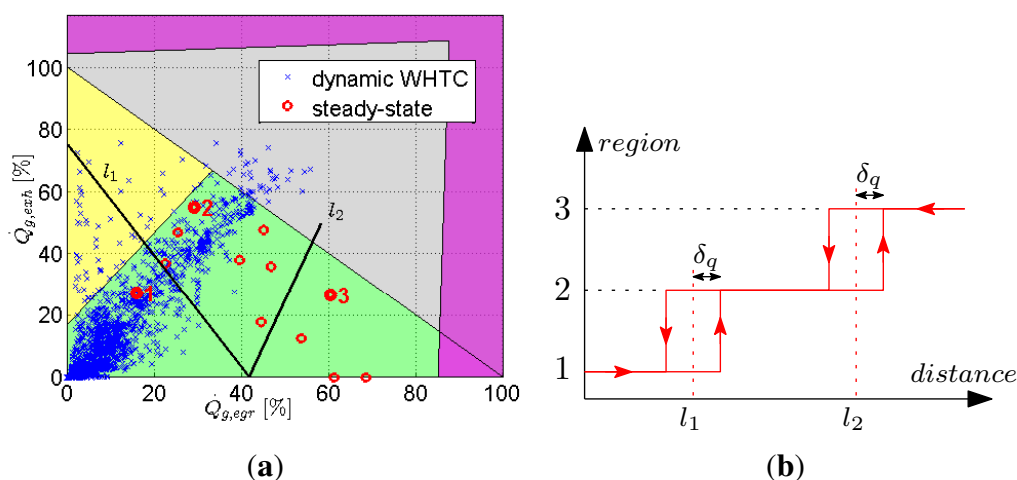 dynamic WHTC
steady-state
100
80
60
40
20
0
Q̇g,exh [%]
l1
l2
2
1
3
0
20
40
60
80
100
Q̇g,egr [%]
(a)
region
δq
δq
3
2
1
distance
l1
l2
(b)